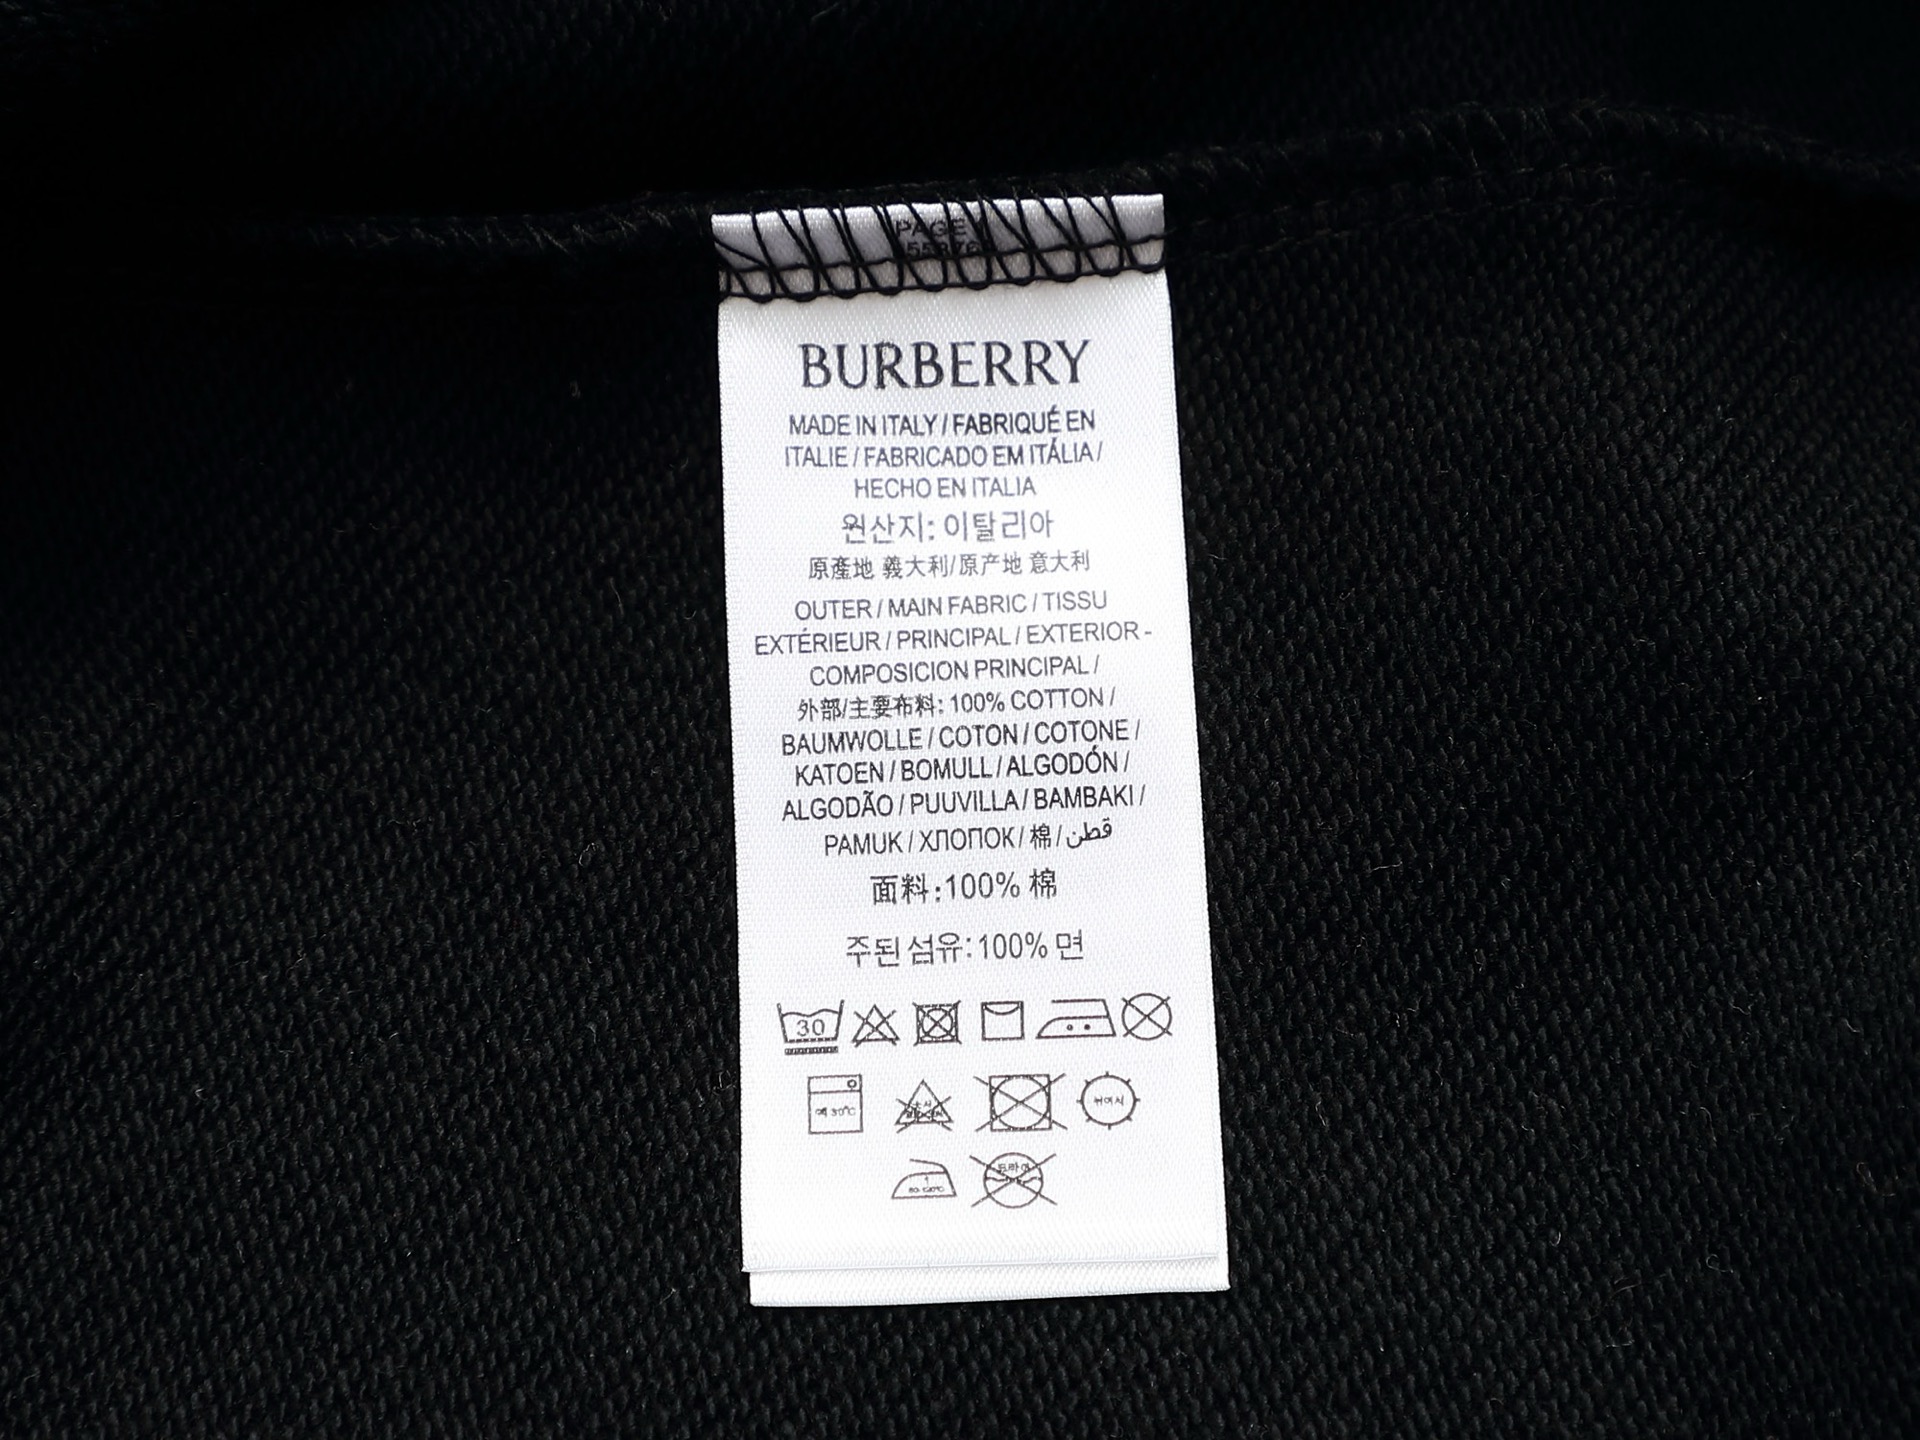 PAGE
BURBERRY
MADE IN ITALY / FABRIQUÉ EN
ITALIE / FABRICADO EM ITÁLIA /
HECHO EN ITALIA
원산지: 이탈리아
原產地 義大利/原产地 意大利
OUTER / MAIN FABRIC / TISSU
EXTÉRIEUR / PRINCIPAL / EXTERIOR -
COMPOSICION PRINCIPAL /
外部/主要布料: 100% COTTON /
BAUMWOLLE / COTON / COTONE /
KATOEN / BOMULL / ALGODÓN /
ALGODÃO / PUUVILLA / BAMBAKI /
PAMUK / ХЛОПОК / 棉 / قطن
面料:100% 棉
주된 섬유:100% 면
30